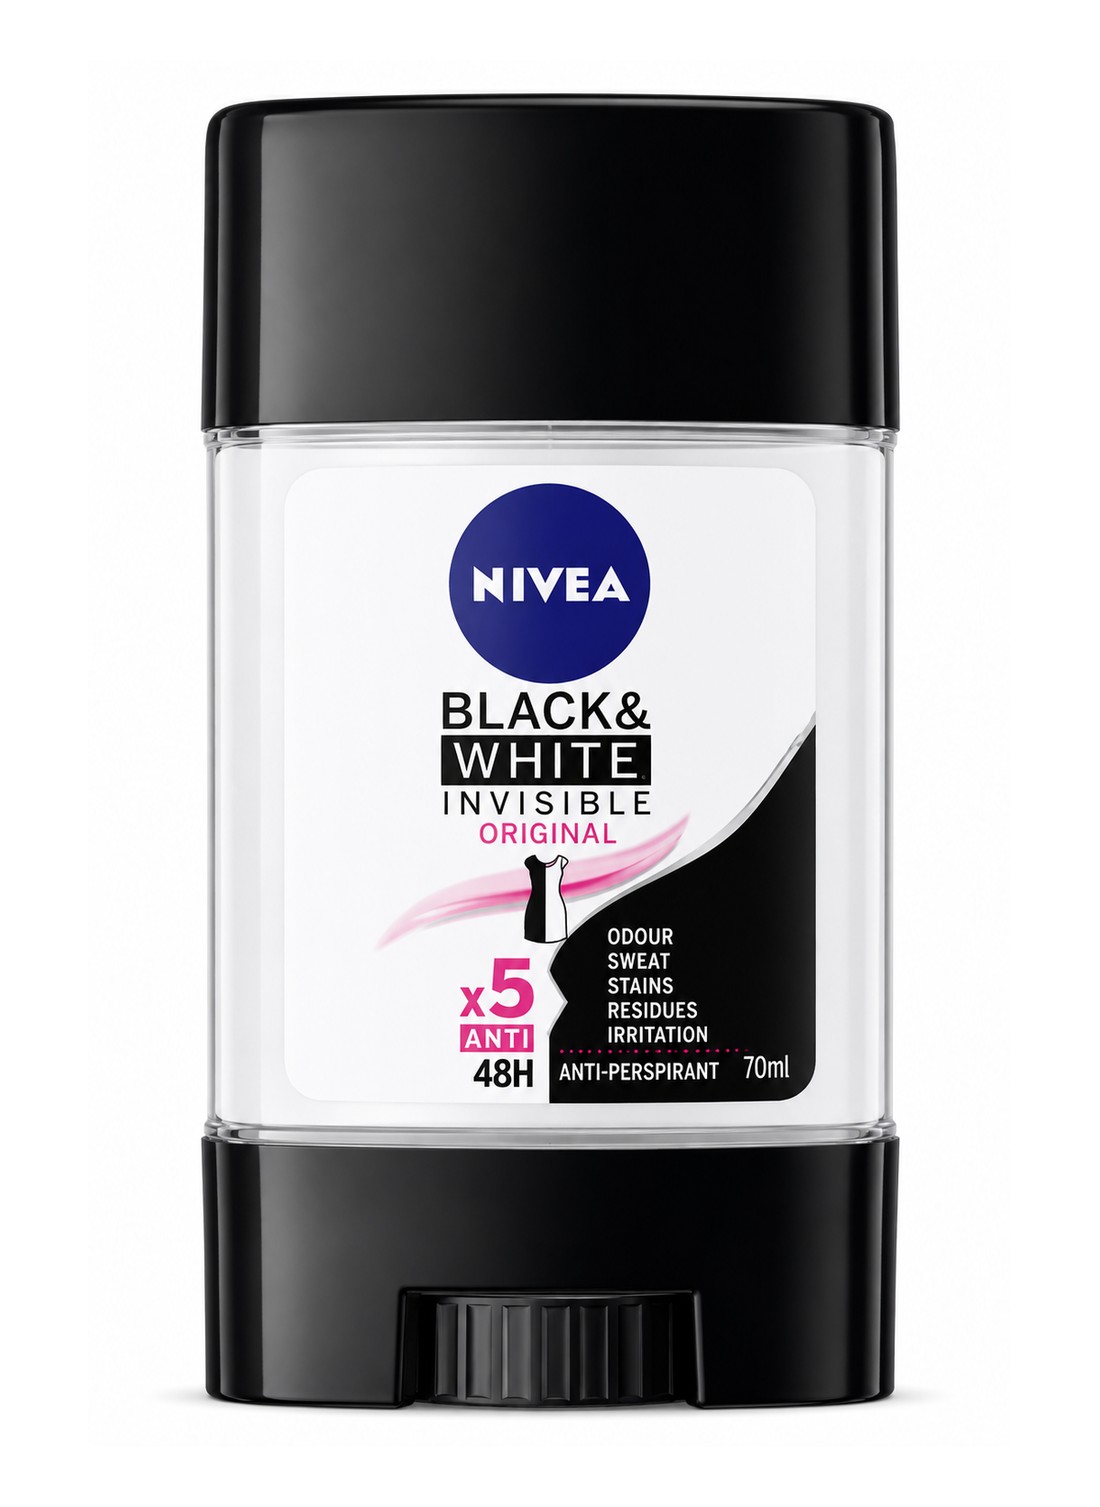 NIVEA
BLACK&
WHITE
INVISIBLE
ORIGINAL
ODOUR
SWEAT
STAINS
RESIDUES
IRRITATION
x5
ANTI
48H
ANTI-PERSPIRANT 70ml